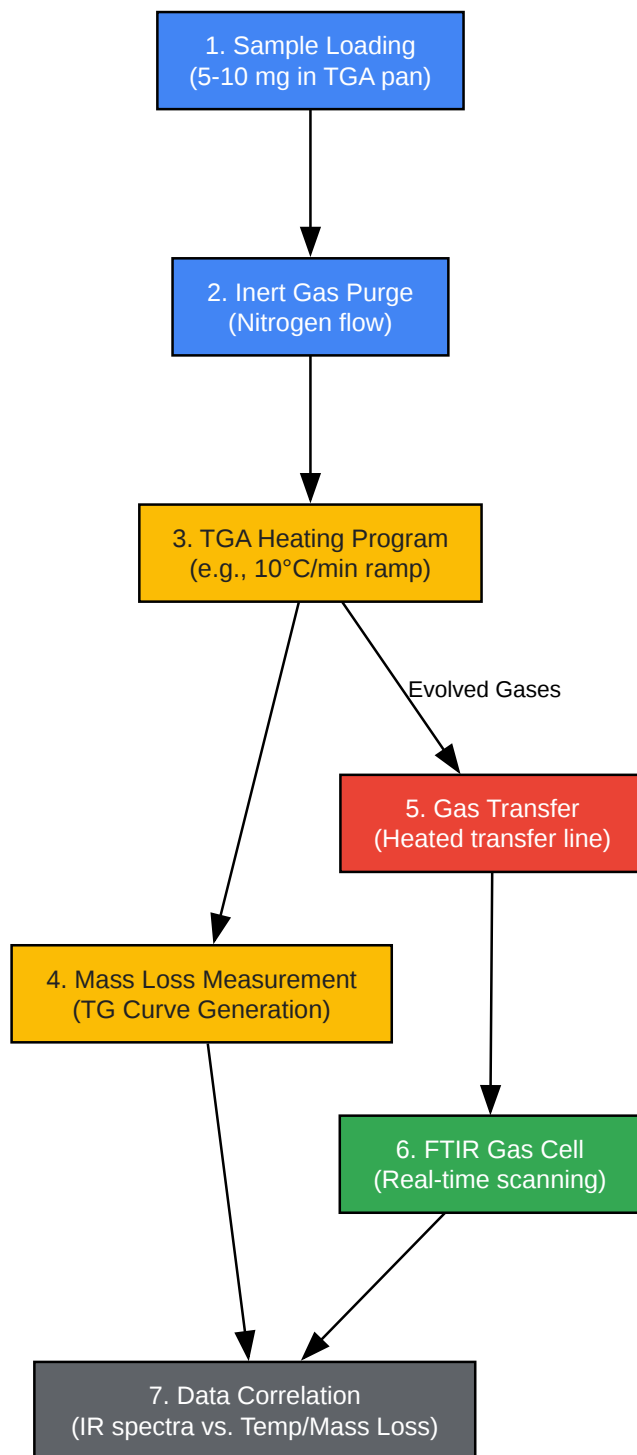 1. Sample Loading
(5-10 mg in TGA pan)
2. Inert Gas Purge
(Nitrogen flow)
3. TGA Heating Program
(e.g., 10°C/min ramp)
Evolved Gases
5. Gas Transfer
(Heated transfer line)
4. Mass Loss Measurement
(TG Curve Generation)
6. FTIR Gas Cell
(Real-time scanning)
7. Data Correlation
(IR spectra vs. Temp/Mass Loss)